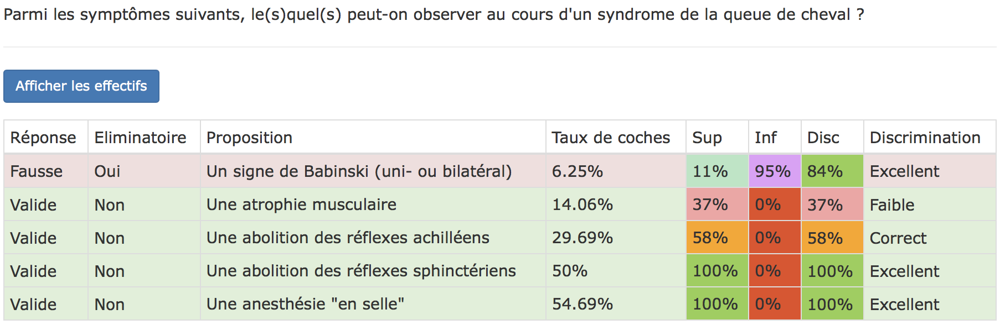 Parmi les symptômes suivants, le(s)quel(s) peut-on observer au cours d'un syndrome de la queue de cheval ?
Afficher les effectifs
Réponse Eliminatoire Proposition Taux de coches Sup Inf Disc Discrimination
Fausse Oui Un signe de Babinski (uni- ou bilatéral) 6.25% 11% 95% 84% Excellent
Valide Non Une atrophie musculaire 14.06% 37% 0% 37% Faible
Valide Non Une abolition des réflexes achilléens 29.69% 58% 0% 58% Correct
Valide Non Une abolition des réflexes sphinctériens 50% 100% 0% 100% Excellent
Valide Non Une anesthésie "en selle" 54.69% 100% 0% 100% Excellent